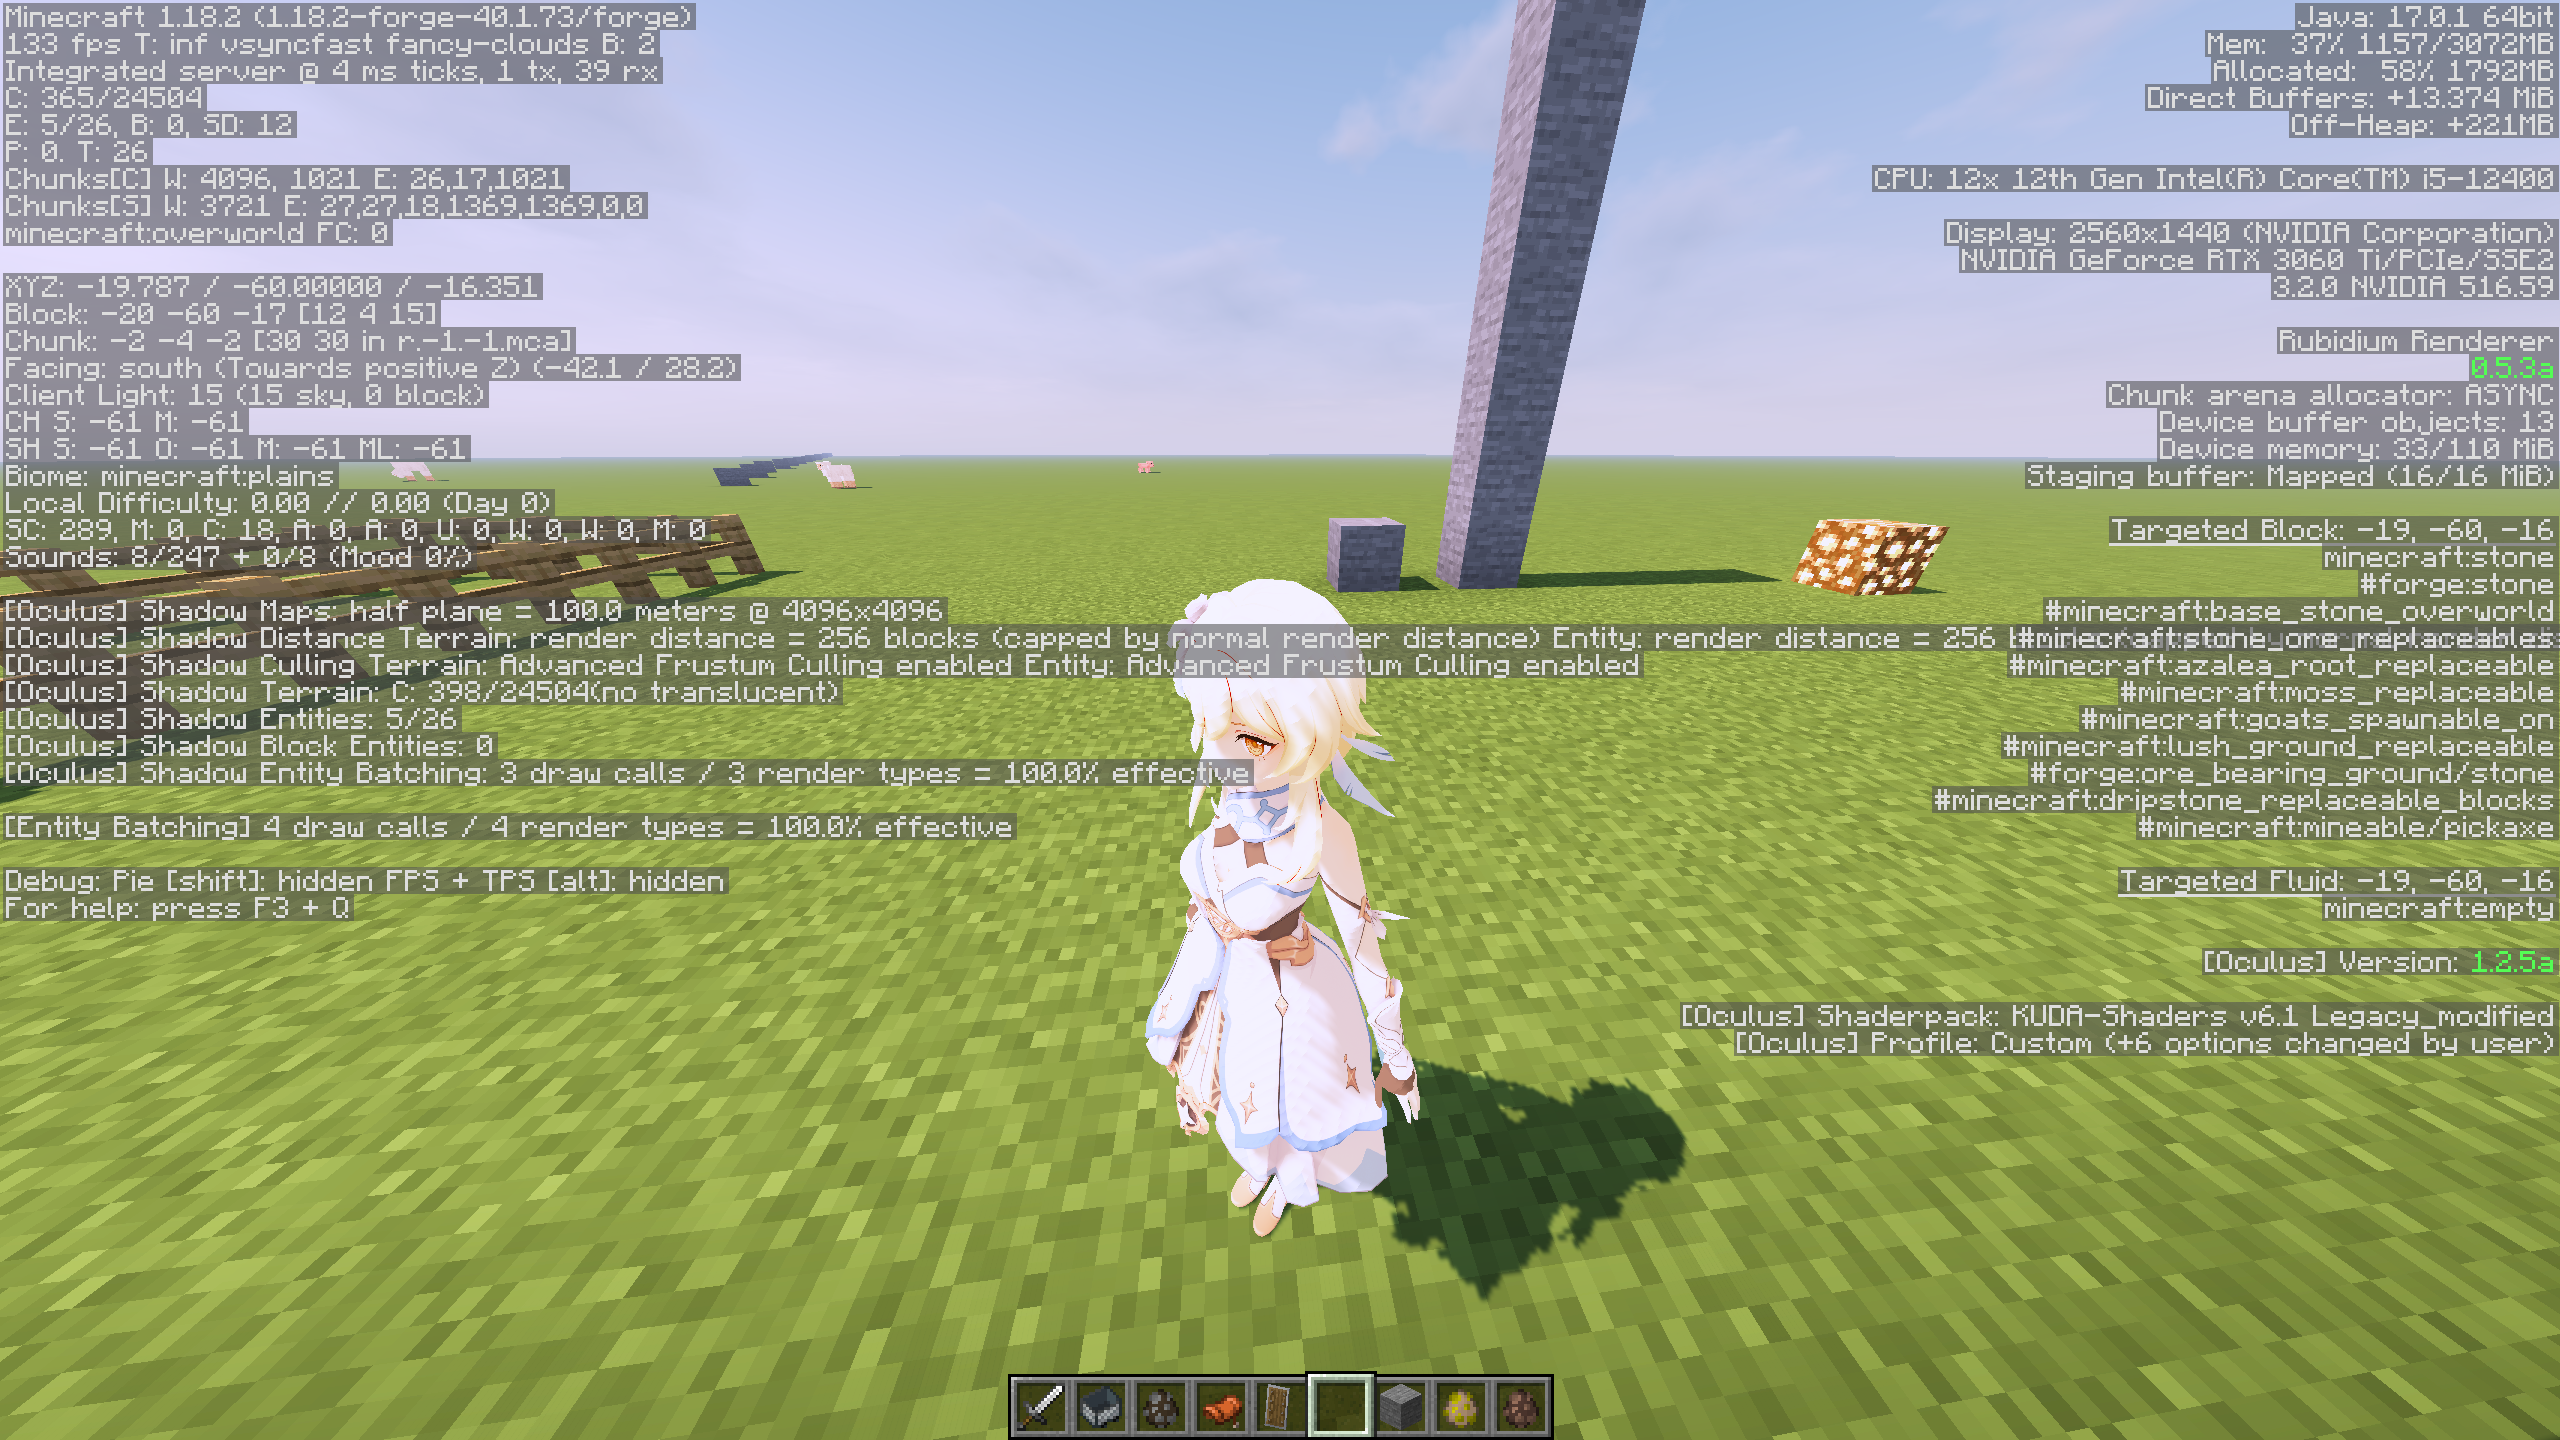 Minecraft 1.18.2 (1.18.2-forge-40.1.73/forge)
133 fps T: inf vsyncfast fancy-clouds B: 2
Integrated server @ 4 ms ticks, 1 tx, 39 rx
C: 365/24504
E: 5/26, B: 0, SD: 12
P: 0. T: 26
Chunks[C] W: 4096, 1021 E: 26,17,1021
Chunks[S] W: 3721 E: 27,27,18,1369,1369,0,0
minecraft:overworld FC: 0
XYZ: -19.787 / -60.00000 / -16.351
Block: -20 -60 -17 [12 4 15]
Chunk: -2 -4 -2 [30 30 in r.-1.-1.mca]
Facing: south (Towards positive Z) (-42.1 / 28.2)
Client Light: 15 (15 sky, 0 block)
CH S: -61 M: -61
SH S: -61 O: -61 M: -61 ML: -61
Biome: minecraft:plains
Local Difficulty: 0.00 // 0.00 (Day 0)
SC: 289, M: 0, C: 18, A: 0, A: 0, U: 0, W: 0, W: 0, M: 0
Sounds: 8/247 + 0/8 (Mood 0%)
[Oculus] Shadow Maps: half plane = 100.0 meters @ 4096x4096
[Oculus] Shadow Distance Terrain: render distance = 256 blocks (capped by normal render distance) Entity: render distance = 256
[Oculus] Shadow Culling Terrain: Advanced Frustum Culling enabled Entity: Advanced Frustum Culling enabled
[Oculus] Shadow Terrain: C: 398/24504(no translucent)
[Oculus] Shadow Entities: 5/26
[Oculus] Shadow Block Entities: 0
[Oculus] Shadow Entity Batching: 3 draw calls / 3 render types = 100.0% effective
[Entity Batching] 4 draw calls / 4 render types = 100.0% effective
Debug: Pie [shift]: hidden FPS + TPS [alt]: hidden
For help: press F3 + Q
Java: 17.0.1 64bit
Mem: 37% 1157/3072MB
Allocated: 58% 1792MB
Direct Buffers: +13.374 MiB
Off-Heap: +221MB
CPU: 12x 12th Gen Intel(R) Core(TM) i5-12400
Display: 2560x1440 (NVIDIA Corporation)
NVIDIA GeForce RTX 3060 Ti/PCIe/SSE2
3.2.0 NVIDIA 516.59
Rubidium Renderer
0.5.3a
Chunk arena allocator: ASYNC
Device buffer objects: 13
Device memory: 33/110 MiB
Staging buffer: Mapped (16/16 MiB)
Targeted Block: -19, -60, -16
minecraft:stone
#forge:stone
#minecraft:base_stone_overworld
#minecraft:stone_ore_replaceables
#minecraft:azalea_root_replaceable
#minecraft:moss_replaceable
#minecraft:goats_spawnable_on
#minecraft:lush_ground_replaceable
#forge:ore_bearing_ground/stone
#minecraft:dripstone_replaceable_blocks
#minecraft:mineable/pickaxe
Targeted Fluid: -19, -60, -16
minecraft:empty
[Oculus] Version: 1.2.5a
[Oculus] Shaderpack: KUDA-Shaders v6.1 Legacy_modified
[Oculus] Profile: Custom (+6 options changed by user)